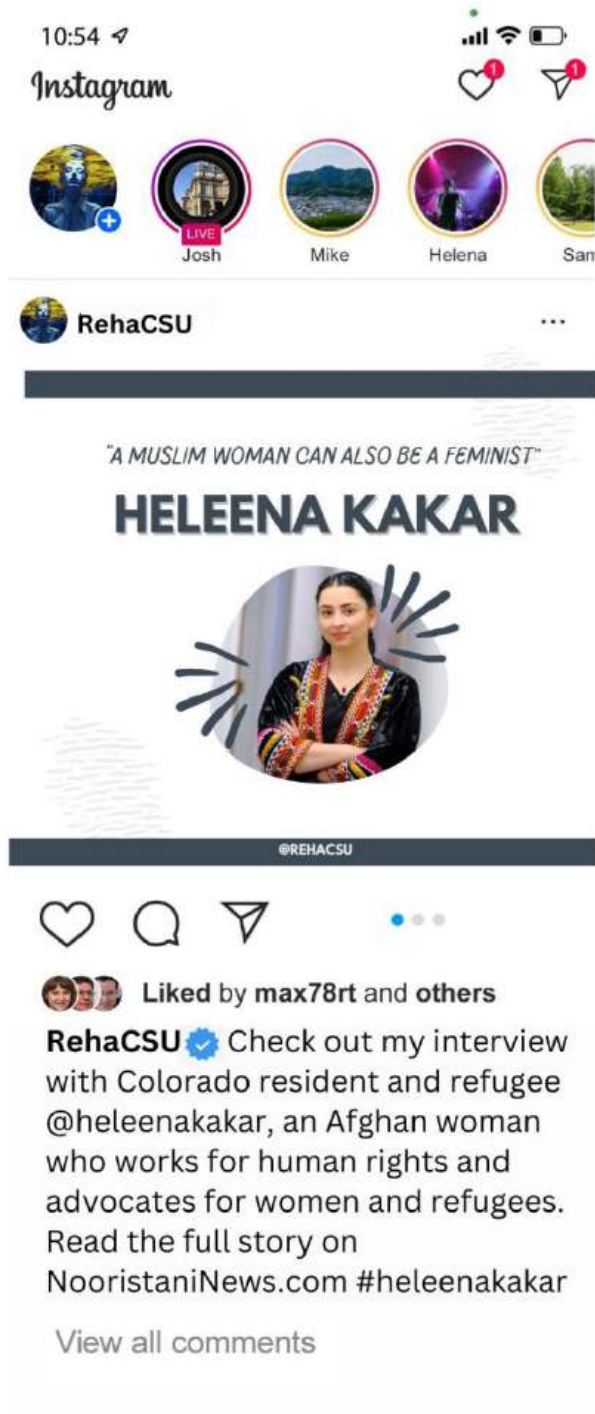 10:54
Instagram
1
1
LIVE
Josh
Mike
Helena
Sam
RehaCSU
"A MUSLIM WOMAN CAN ALSO BE A FEMINIST"
HELEENA KAKAR
@REHACSU
Liked by max78rt and others
RehaCSU Check out my interview
with Colorado resident and refugee
@heleenakakar, an Afghan woman
who works for human rights and
advocates for women and refugees.
Read the full story on
NooristaniNews.com #heleenakakar
View all comments